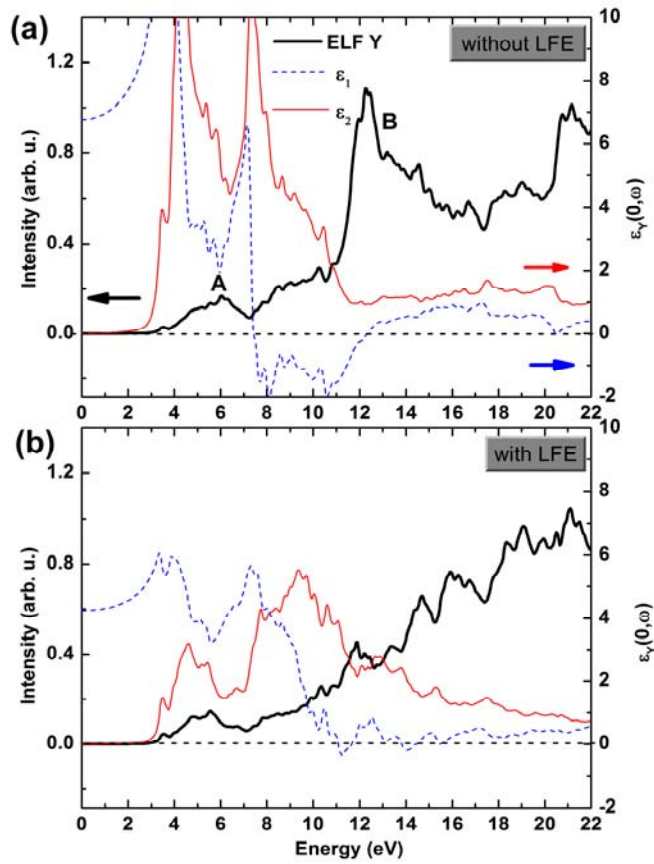 (a)
1.2
0.8
0.4
0.0
Intensity (arb. u.)
ELF Y
ε1
ε2
without LFE
A
B
10
8
6
4
2
0
-2
εY(0,ω)
0 2 4 6 8 10 12 14 16 18 20 22
(b)
1.2
0.8
0.4
0.0
Intensity (arb. u.)
with LFE
10
8
6
4
2
0
-2
εY(0,ω)
0 2 4 6 8 10 12 14 16 18 20 22
Energy (eV)